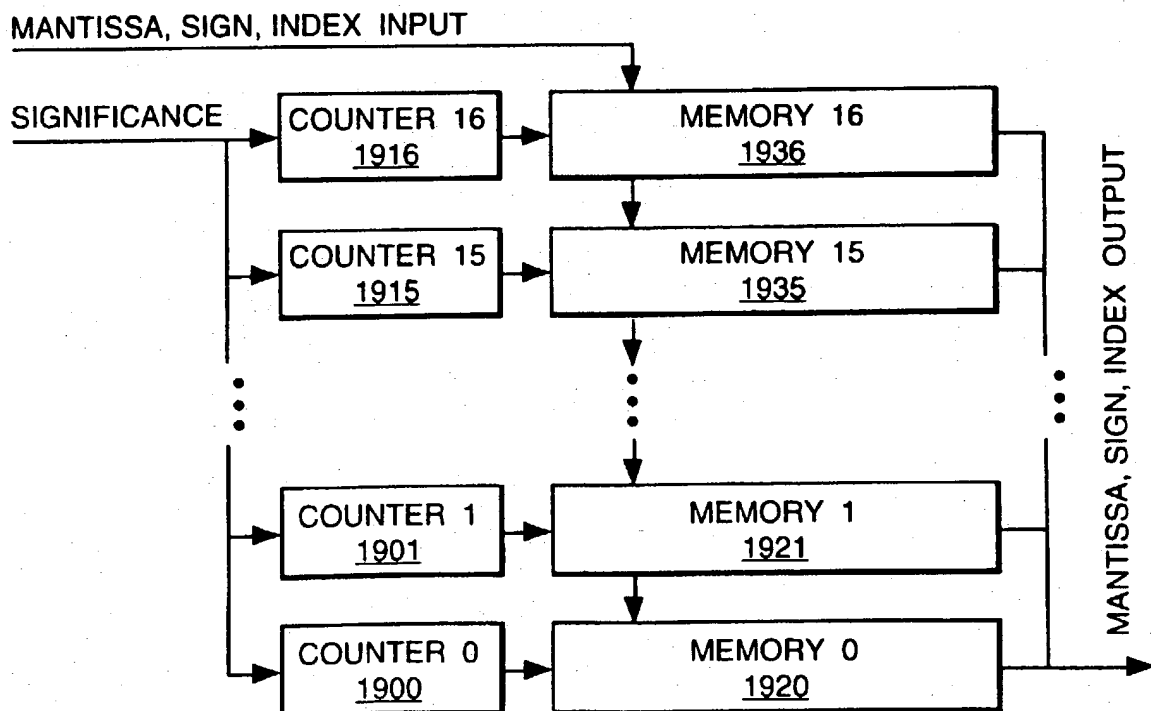 MANTISSA, SIGN, INDEX INPUT
SIGNIFICANCE
COUNTER 16
1916
MEMORY 16
1936
COUNTER 15
1915
MEMORY 15
1935
COUNTER 1
1901
MEMORY 1
1921
COUNTER 0
1900
MEMORY 0
1920
MANTISSA, SIGN, INDEX OUTPUT